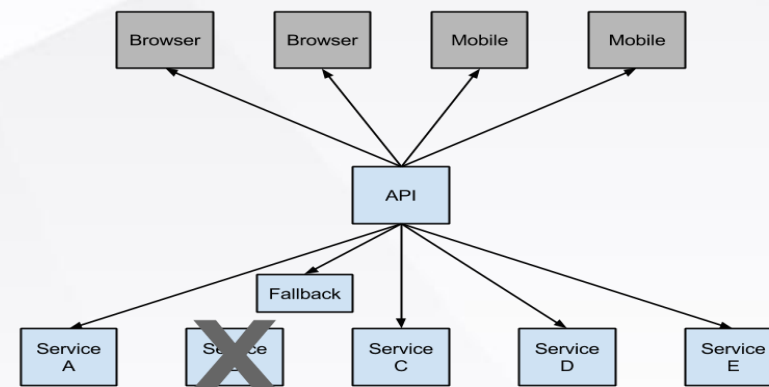 Browser
Browser
Mobile
Mobile
API
Fallback
Service
A
Service
C
Service
D
Service
E